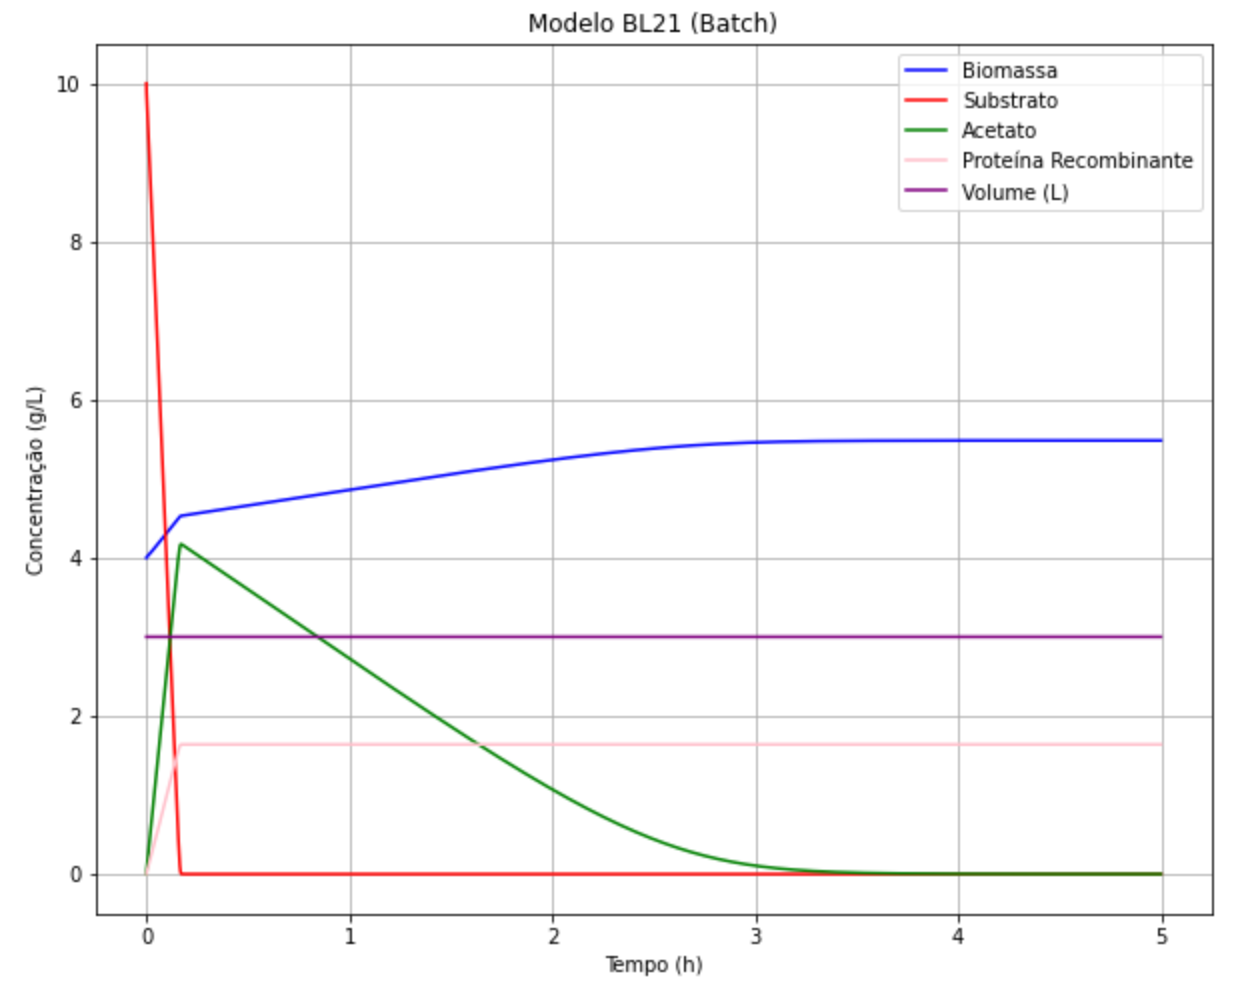 Modelo BL21 (Batch)
Biomassa
Substrato
Acetato
Proteína Recombinante
Volume (L)
Concentração (g/L)
10
8
6
4
2
0
0 1 2 3 4 5
Tempo (h)